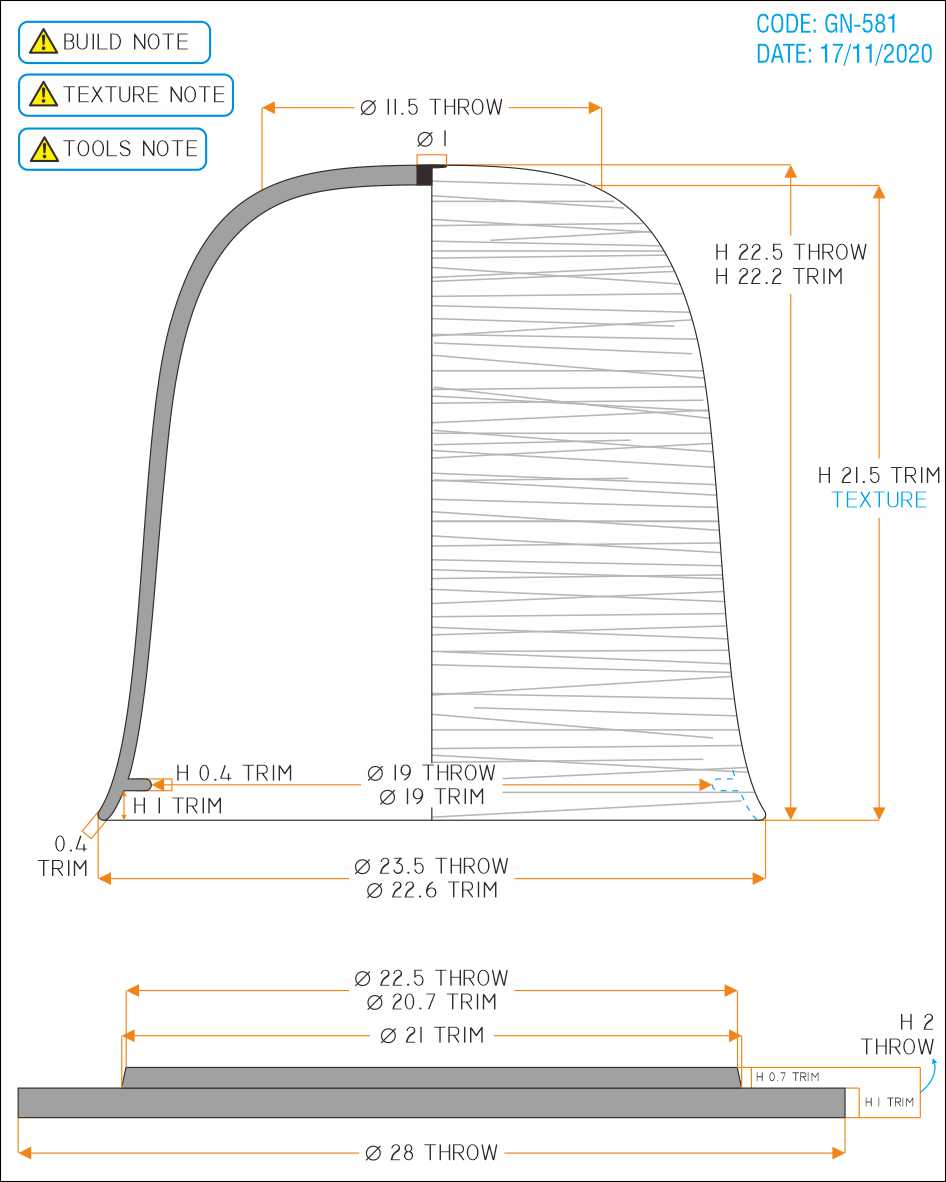 BUILD NOTE
TEXTURE NOTE
TOOLS NOTE
CODE: GN-581
DATE: 17/11/2020
Ø 11.5 THROW
Ø 1
H 22.5 THROW
H 22.2 TRIM
H 21.5 TRIM
TEXTURE
H 0.4 TRIM
Ø 19 THROW
Ø 19 TRIM
H 1 TRIM
0.4
TRIM
Ø 23.5 THROW
Ø 22.6 TRIM
Ø 22.5 THROW
Ø 20.7 TRIM
Ø 21 TRIM
H 2
THROW
H 0.7 TRIM
H 1 TRIM
Ø 28 THROW